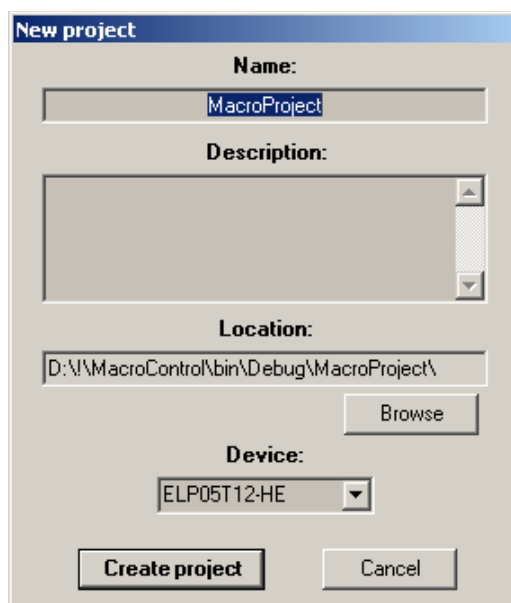 New project
Name:
MacroProject
Description:
Location:
D:\!\MacroControl\bin\Debug\MacroProject\
Browse
Device:
ELP05T12-HE
Create project
Cancel